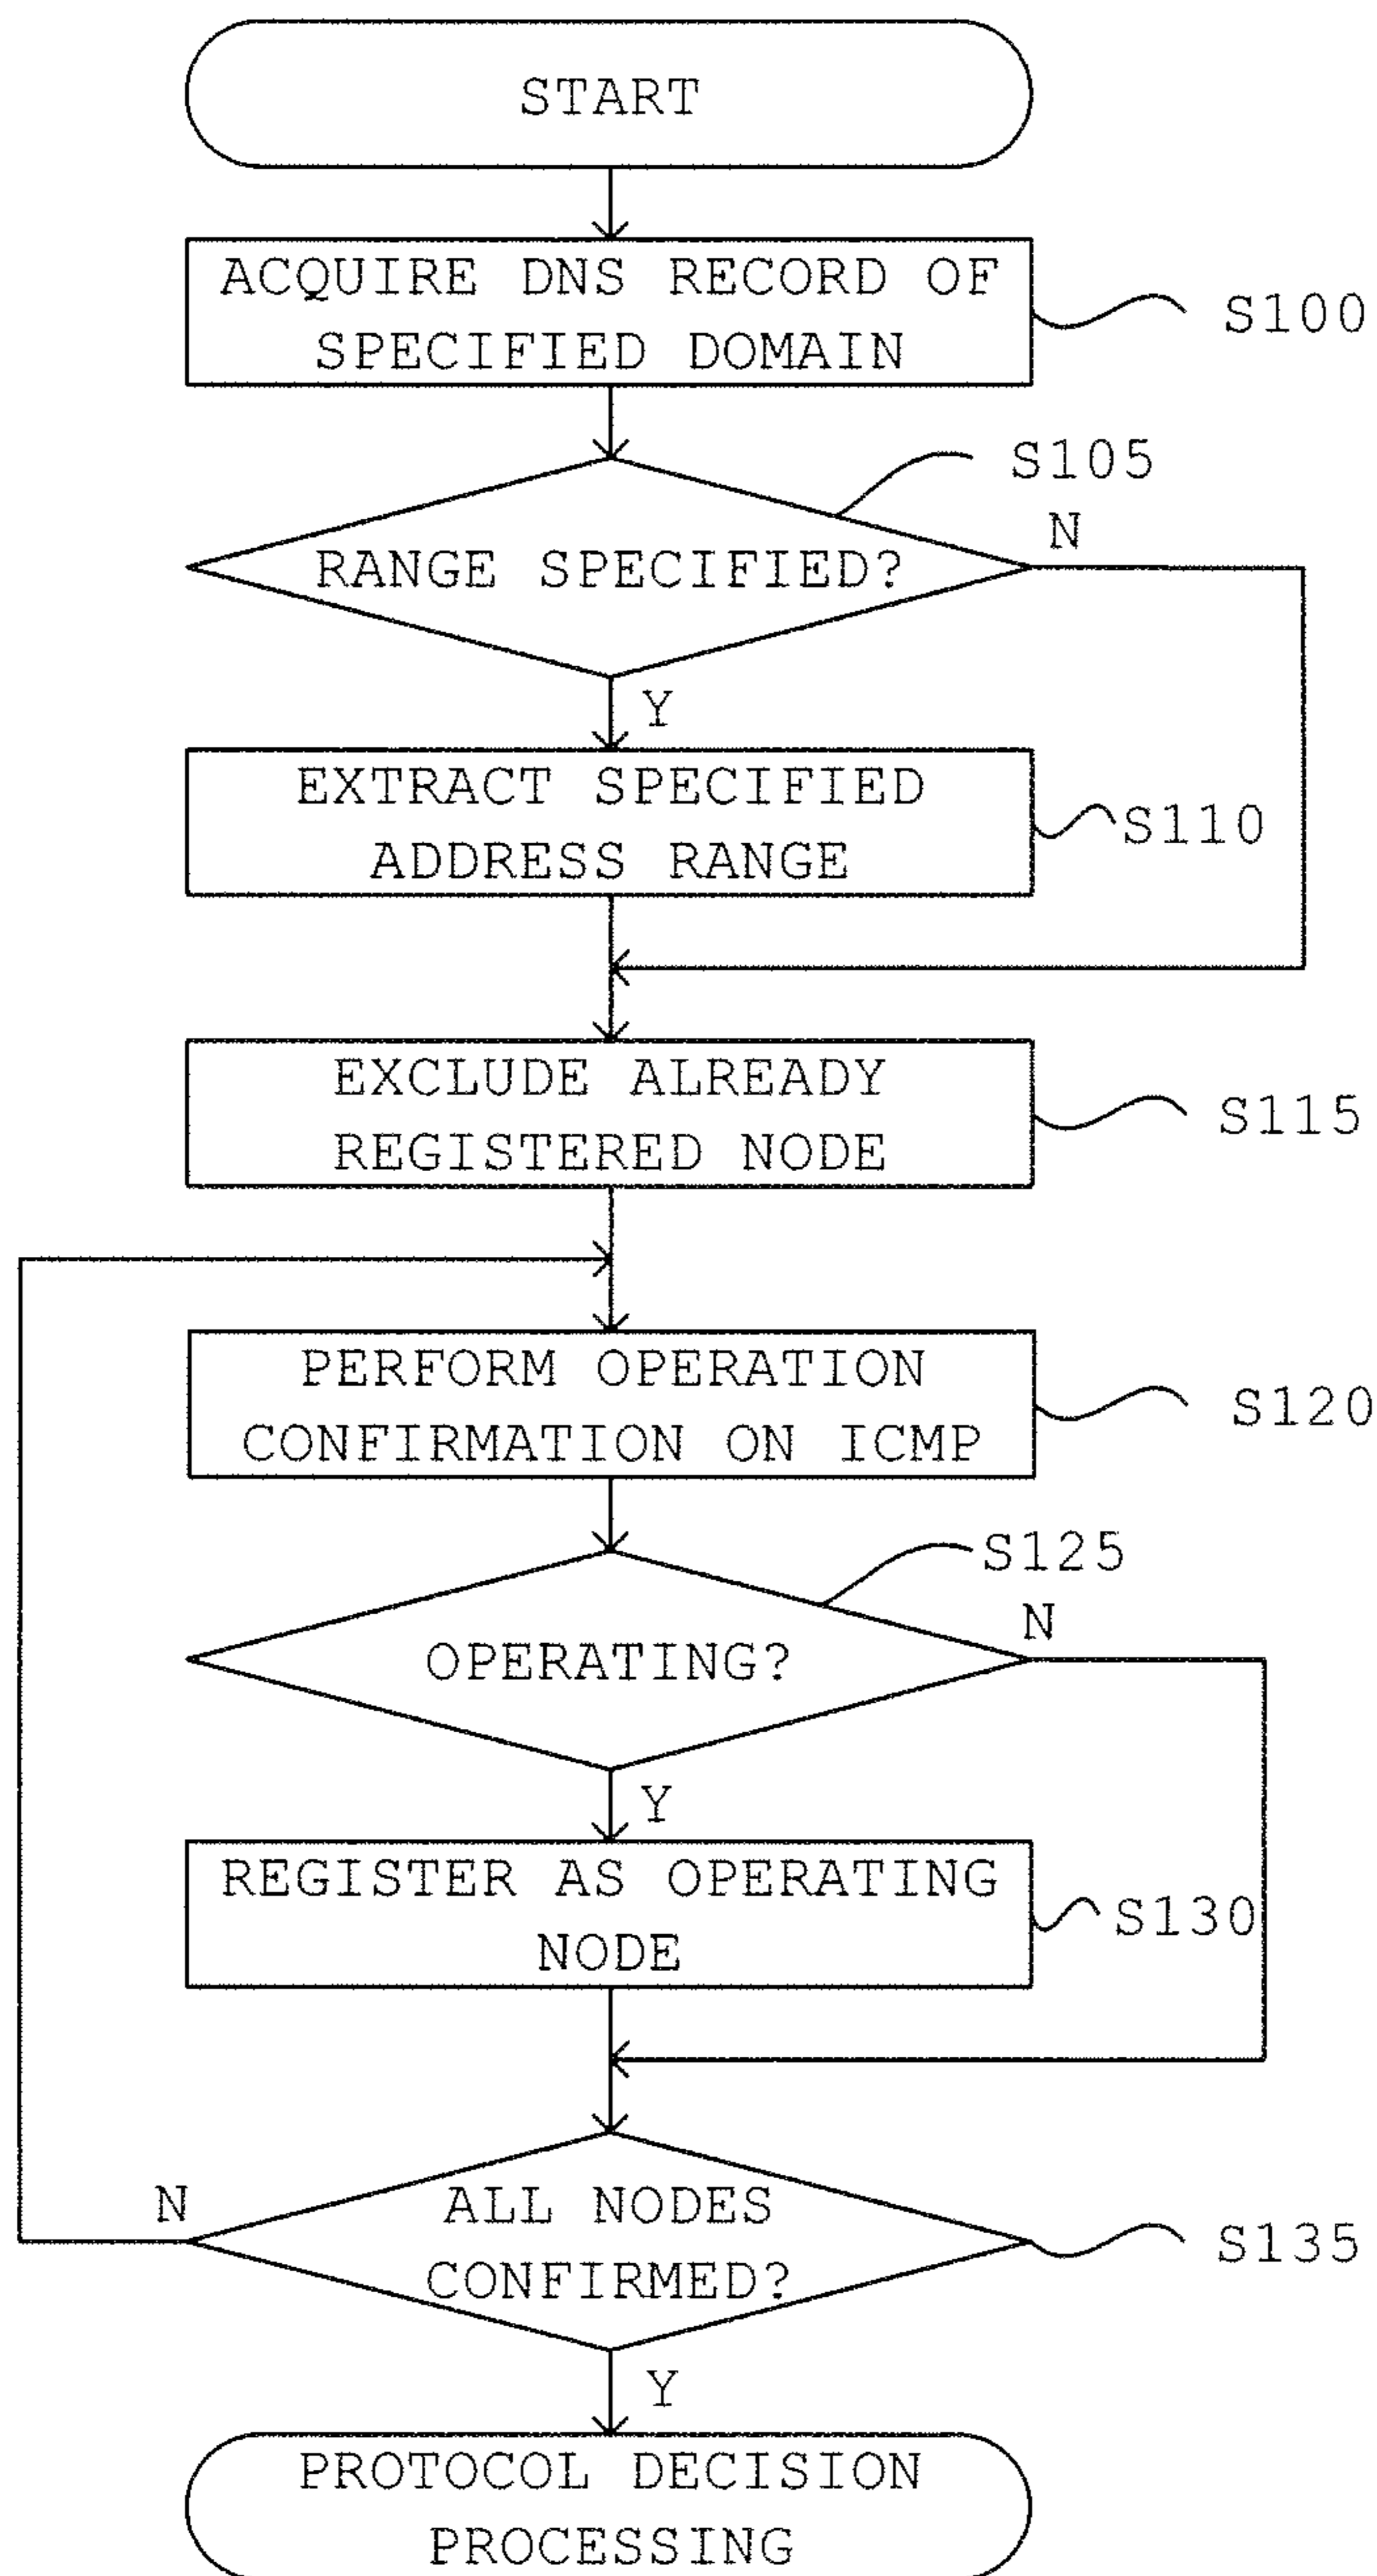 START
ACQUIRE DNS RECORD OF
SPECIFIED DOMAIN
S100
S105
RANGE SPECIFIED?
N
Y
EXTRACT SPECIFIED
ADDRESS RANGE
S110
EXCLUDE ALREADY
REGISTERED NODE
S115
PERFORM OPERATION
CONFIRMATION ON ICMP
S120
S125
OPERATING?
N
Y
REGISTER AS OPERATING
NODE
S130
N
ALL NODES
CONFIRMED?
S135
Y
PROTOCOL DECISION
PROCESSING